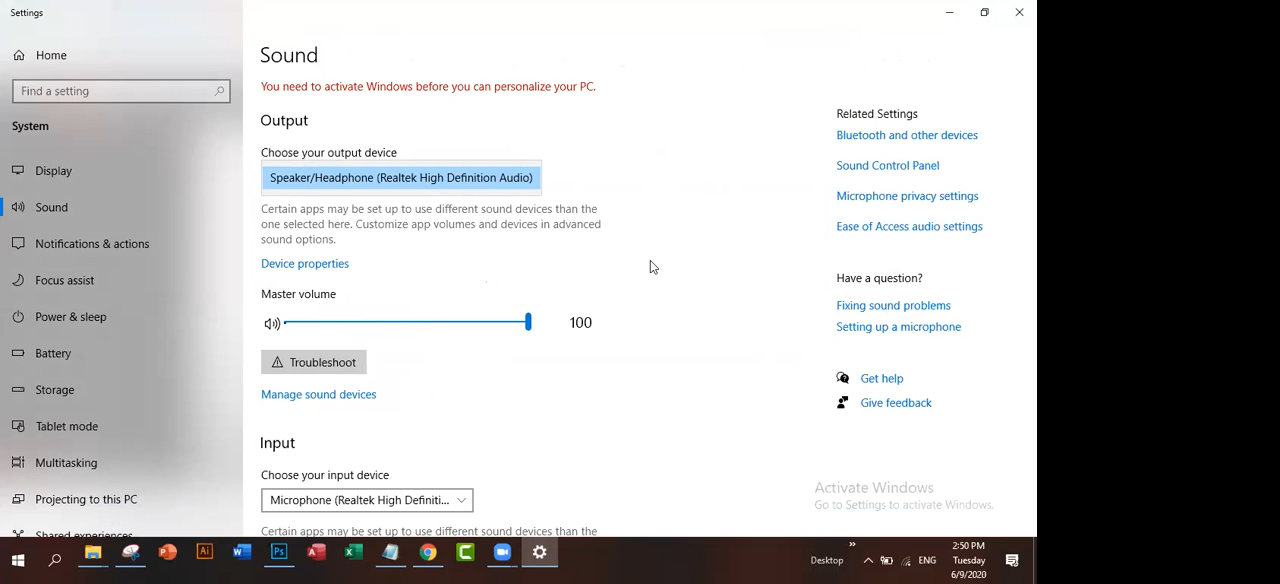 Settings
Home
Find a setting
System
Display
Sound
Notifications & actions
Focus assist
Power & sleep
Battery
Storage
Tablet mode
Multitasking
Projecting to this PC
Shared experiences
Sound
You need to activate Windows before you can personalize your PC.
Output
Choose your output device
Speaker/Headphone (Realtek High Definition Audio)
Certain apps may be set up to use different sound devices than the
one selected here. Customize app volumes and devices in advanced
sound options.
Device properties
Master volume
100
Troubleshoot
Manage sound devices
Input
Choose your input device
Microphone (Realtek High Definiti...
Certain apps may be set up to use different sound devices than the
Related Settings
Bluetooth and other devices
Sound Control Panel
Microphone privacy settings
Ease of Access audio settings
Have a question?
Fixing sound problems
Setting up a microphone
Get help
Give feedback
Activate Windows
Go to Settings to activate Windows.
Desktop
ENG
2:50 PM
Tuesday
6/9/2020